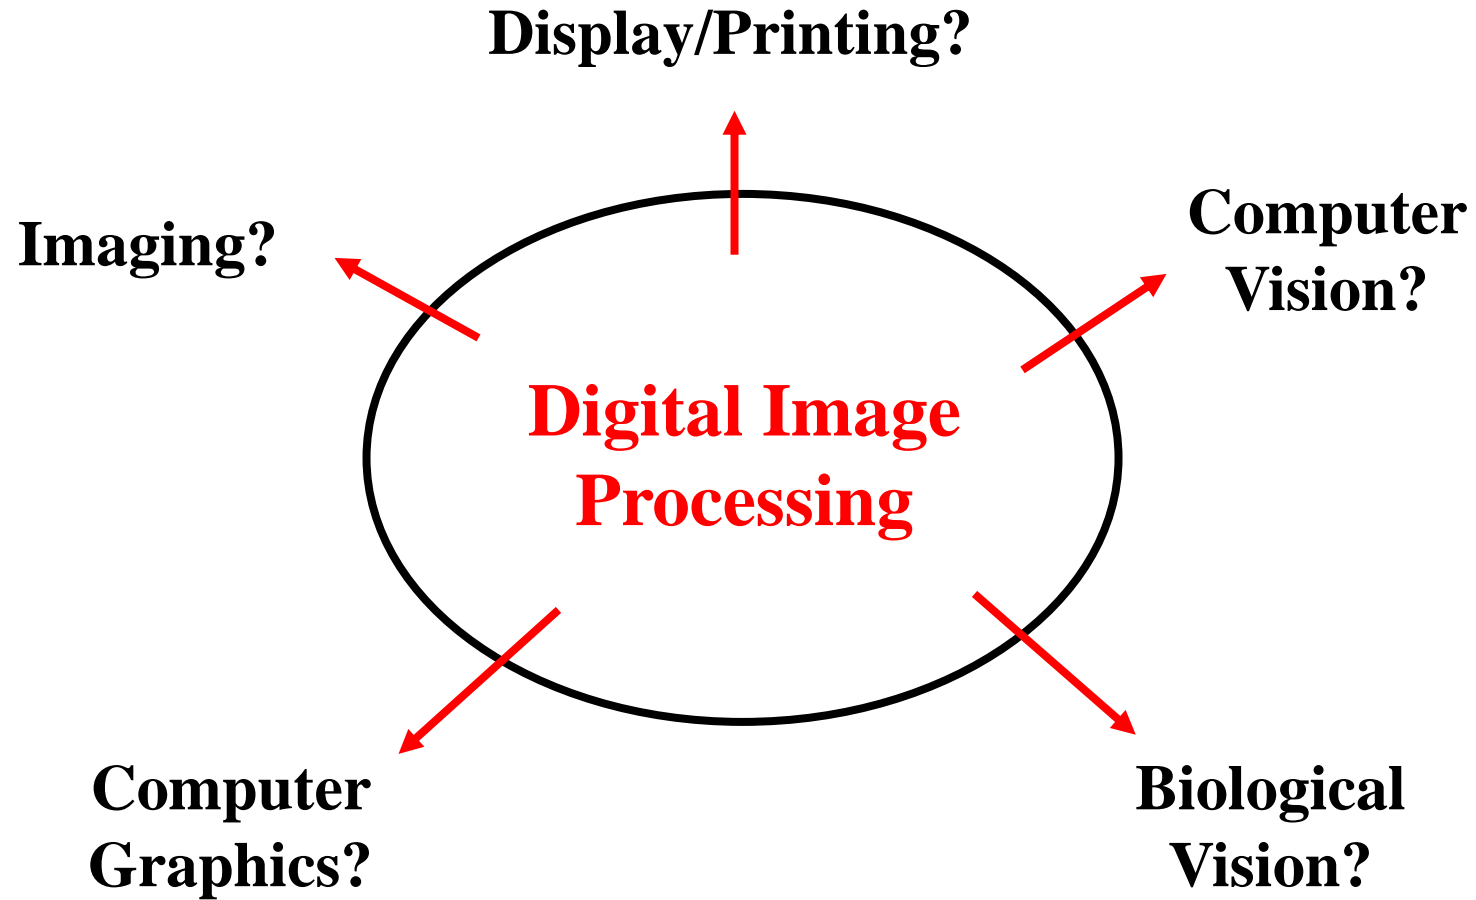 Display/Printing?
Imaging?
Computer
Vision?
Digital Image
Processing
Computer
Graphics?
Biological
Vision?